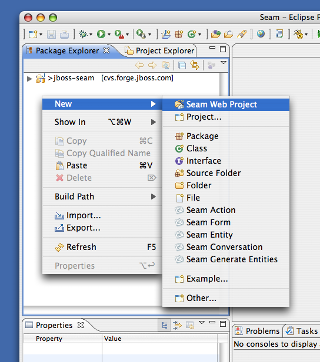 Seam - Eclipse P
Package Explorer
Project Explorer
>jboss-seam (cvs.forge.jboss.com)
New
Show In ⌥⌘W
Copy ⌘C
Copy Qualified Name
Paste ⌘V
Delete ⌦
Build Path
Import...
Export...
Refresh F5
Properties ⌥↩
Seam Web Project
Project...
Package
Class
Interface
Source Folder
Folder
File
Seam Action
Seam Form
Seam Entity
Seam Conversation
Seam Generate Entities
Example...
Other...
Properties
Property Value
Problems Tasks
No consoles to display